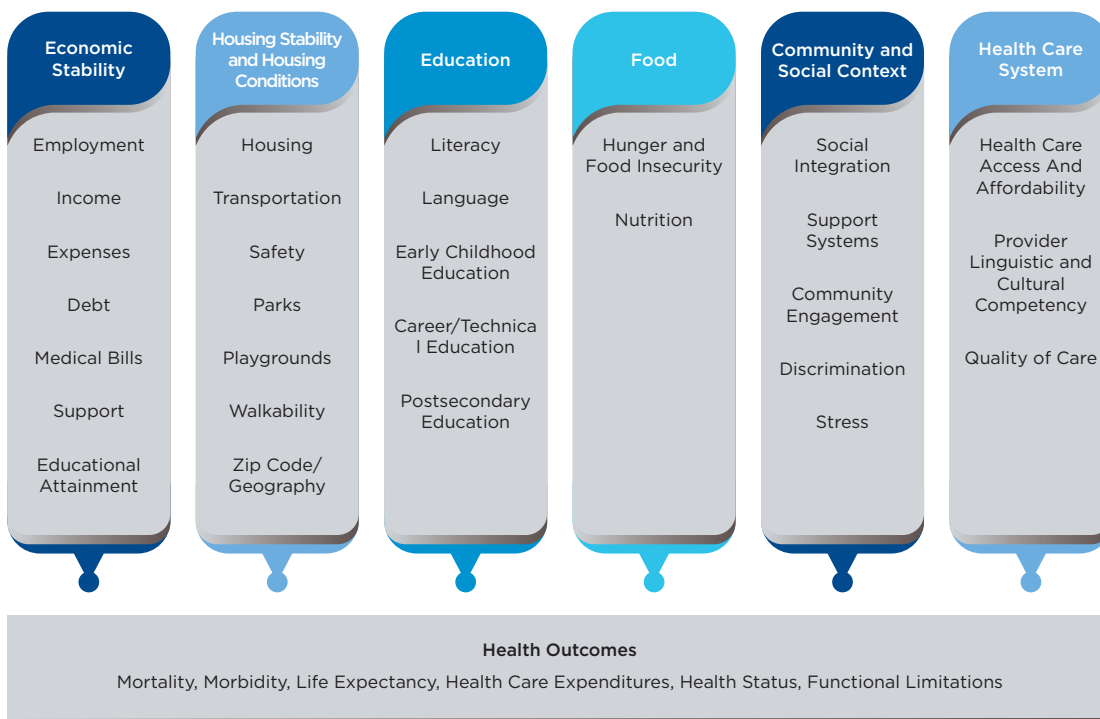 Economic
Stability
Employment
Income
Expenses
Debt
Medical Bills
Support
Educational
Attainment
Housing Stability
and Housing
Conditions
Housing
Transportation
Safety
Parks
Playgrounds
Walkability
Zip Code/
Geography
Education
Literacy
Language
Early Childhood
Education
Career/Technica
l Education
Postsecondary
Education
Food
Hunger and
Food Insecurity
Nutrition
Community and
Social Context
Social
Integration
Support
Systems
Community
Engagement
Discrimination
Stress
Health Care
System
Health Care
Access And
Affordability
Provider
Linguistic and
Cultural
Competency
Quality of Care
Health Outcomes
Mortality, Morbidity, Life Expectancy, Health Care Expenditures, Health Status, Functional Limitations